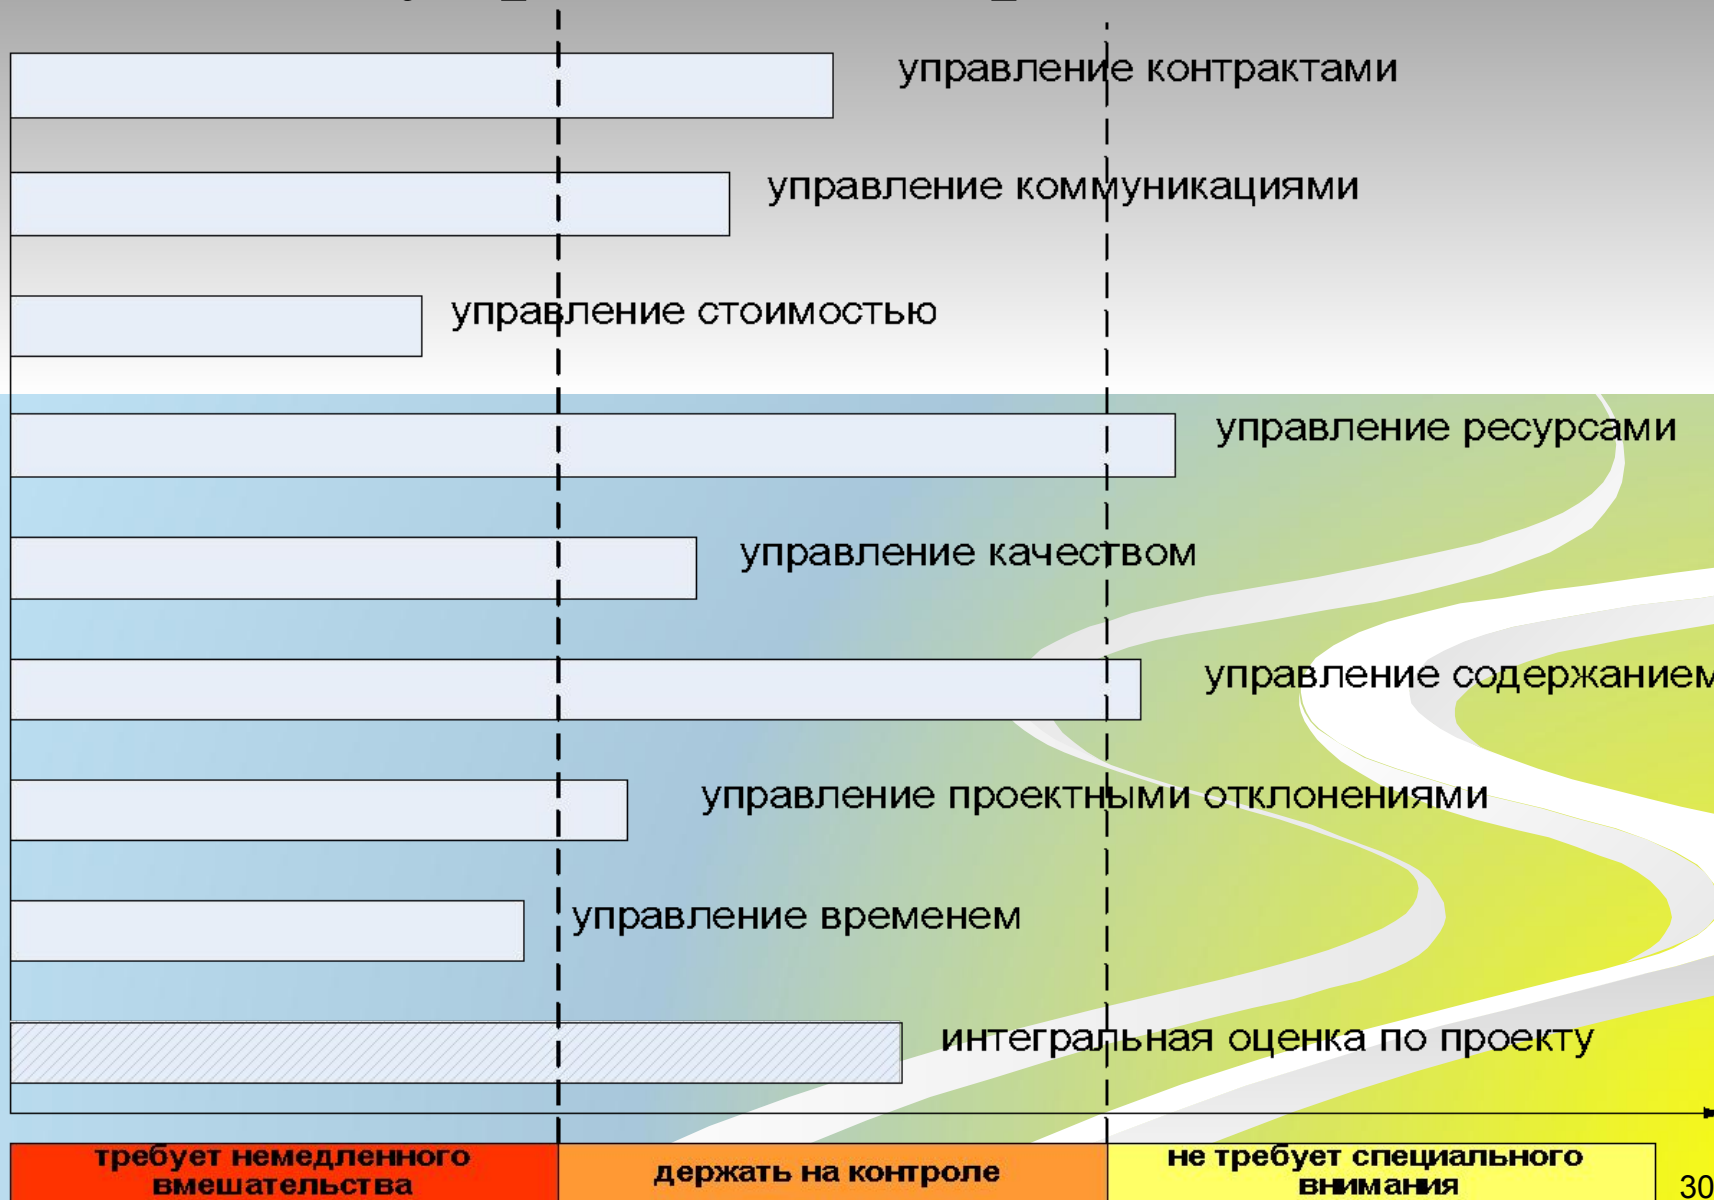 управление контрактами
управление коммуникациями
управление стоимостью
управление ресурсами
управление качеством
управление содержанием
управление проектными отклонениями
управление временем
интегральная оценка по проекту
требует немедленного
вмешательства
держать на контроле
не требует специального
внимания
30